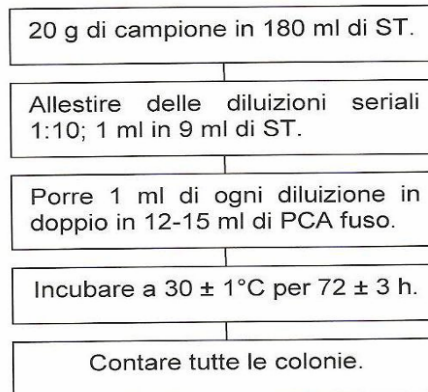 20 g di campione in 180 ml di ST.
Allestire delle diluizioni seriali
1:10; 1 ml in 9 ml di ST.
Porre 1 ml di ogni diluizione in
doppio in 12-15 ml di PCA fuso.
Incubare a 30 ± 1°C per 72 ± 3 h.
Contare tutte le colonie.